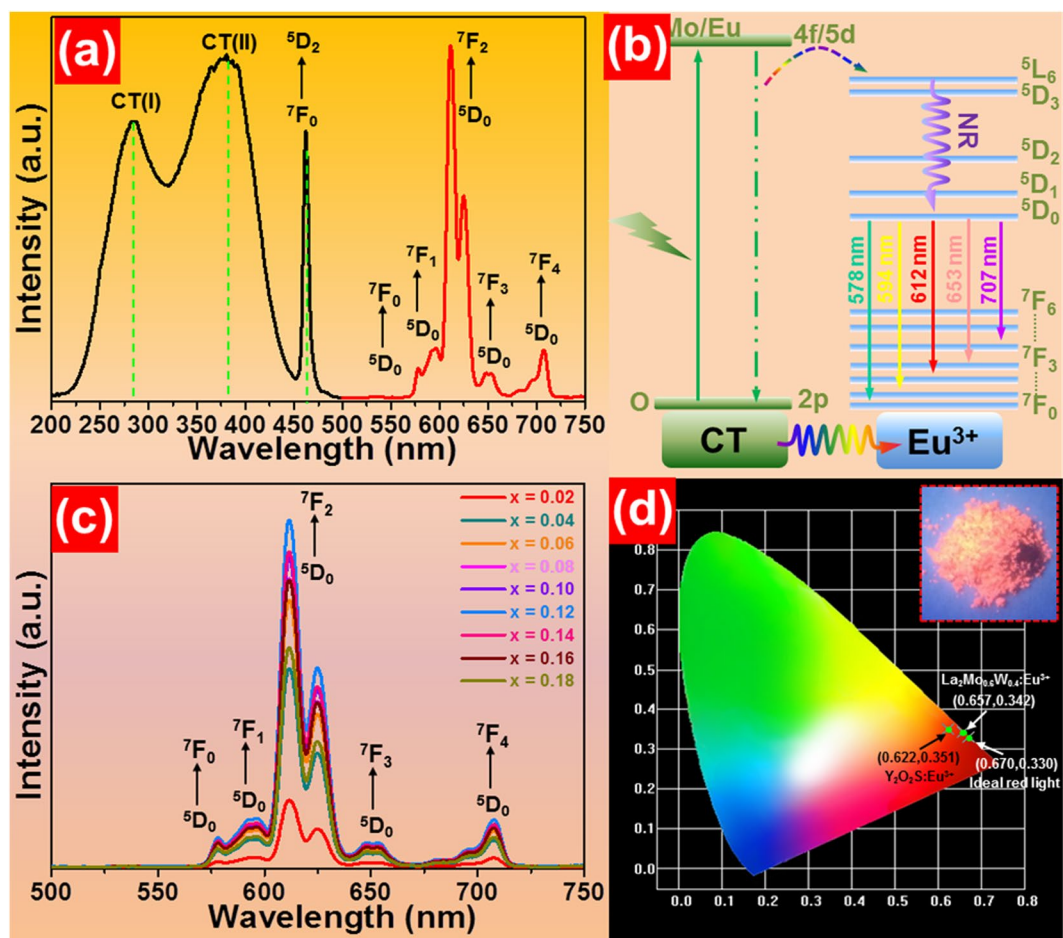 (a)
CT(I)
CT(II)
⁵D₂
⁷F₀
⁷F₂
⁵D₀
⁷F₁
⁵D₀
⁷F₀
⁵D₀
⁷F₃
⁵D₀
⁷F₄
⁵D₀
Intensity (a.u.)
200 250 300 350 400 450 500 550 600 650 700 750
Wavelength (nm)
(b)
Mo/Eu
4f/5d
⁵L₆
⁵D₃
NR
⁵D₂
⁵D₁
⁵D₀
578 nm
594 nm
612 nm
653 nm
707 nm
⁷F₆
⁷F₃
⁷F₀
O
2p
CT
Eu³⁺
(c)
⁷F₂
⁵D₀
x = 0.02
x = 0.04
x = 0.06
x = 0.08
x = 0.10
x = 0.12
x = 0.14
x = 0.16
x = 0.18
⁷F₀
⁵D₀
⁷F₁
⁵D₀
⁷F₃
⁵D₀
⁷F₄
⁵D₀
Intensity (a.u.)
500 550 600 650 700 750
Wavelength (nm)
(d)
0.8
0.7
0.6
0.5
0.4
0.3
0.2
0.1
0.0
La₂Mo₀.₆W₀.₄:Eu³⁺
(0.657,0.342)
(0.622,0.351)
Y₂O₂S:Eu³⁺
(0.670,0.330)
Ideal red light
0.0 0.1 0.2 0.3 0.4 0.5 0.6 0.7 0.8